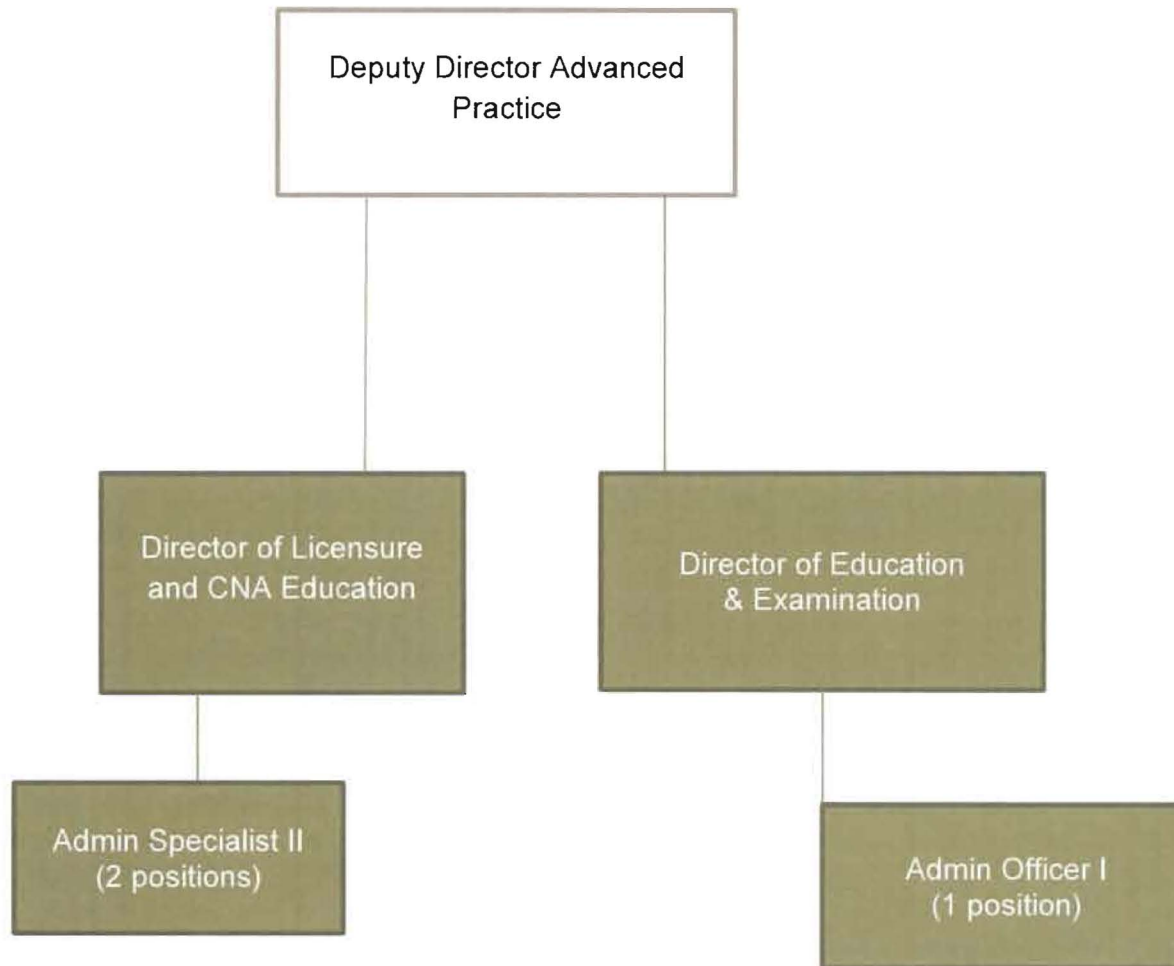 Deputy Director Advanced
Practice
Director of Licensure
and CNA Education
Director of Education
& Examination
Admin Specialist II
(2 positions)
Admin Officer I
(1 position)